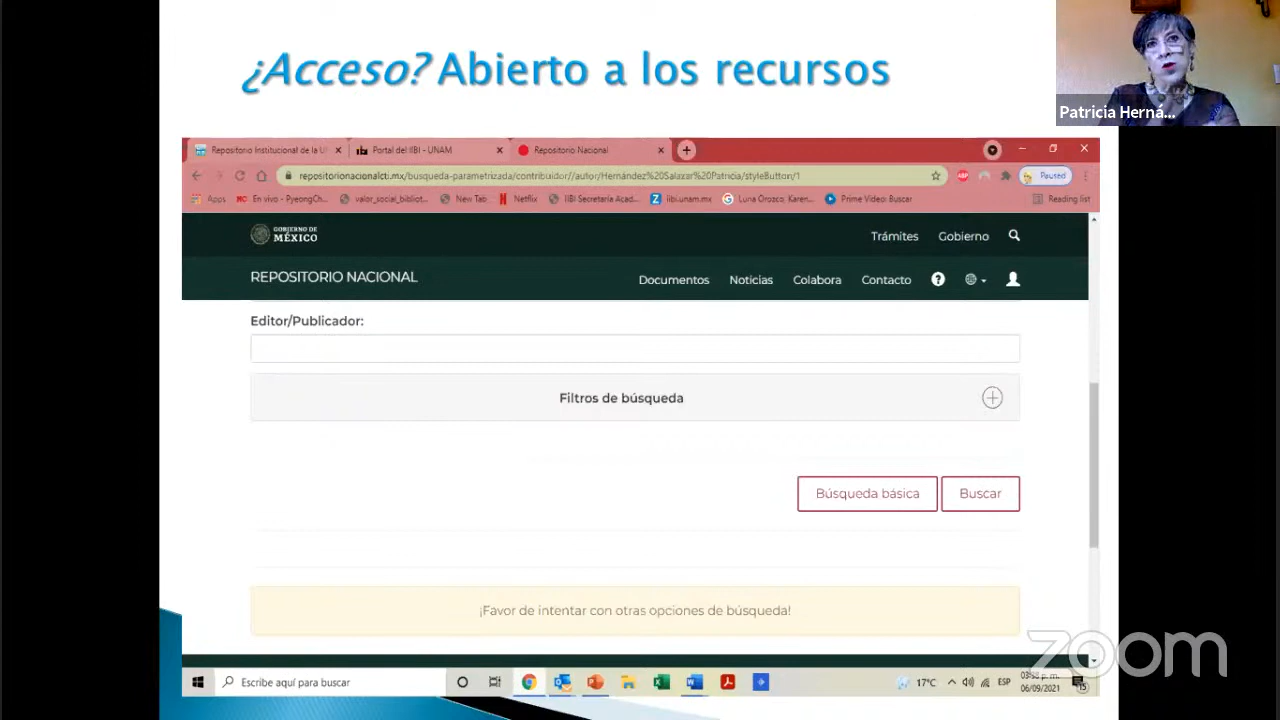 ¿Acceso? Abierto a los recursos
Patricia Herná...
Repositorio Institucional de la U
Portal del IIBI - UNAM
Repositorio Nacional
repositorionacionalcti.mx/busqueda-parametrizada/contribuidor//autor/Hernández%20Salazar%20Patricia/styleButton/1
Paused
Apps
En vivo - PyeongCh...
valor_social_bibliot...
New Tab
Netflix
IIBI Secretaría Acad...
iibi.unam.mx
Luna Orozco, Karen...
Prime Video: Buscar
Reading list
GOBIERNO DE
MÉXICO
Trámites
Gobierno
REPOSITORIO NACIONAL
Documentos
Noticias
Colabora
Contacto
Editor/Publicador:
Filtros de búsqueda
Búsqueda básica
Buscar
¡Favor de intentar con otras opciones de búsqueda!
zoom
Escribe aquí para buscar
17°C
ESP
p. m.
06/09/2021
15